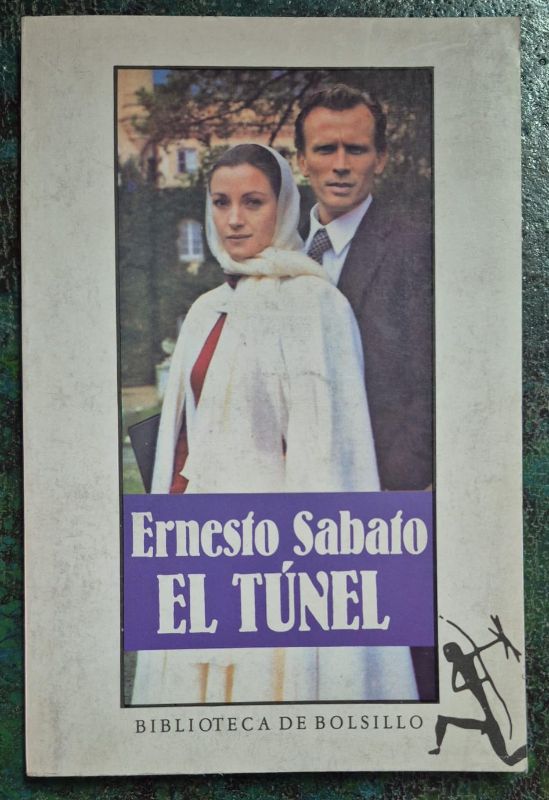 Ernesto Sabato
EL TÚNEL
BIBLIOTECA DE BOLSILLO